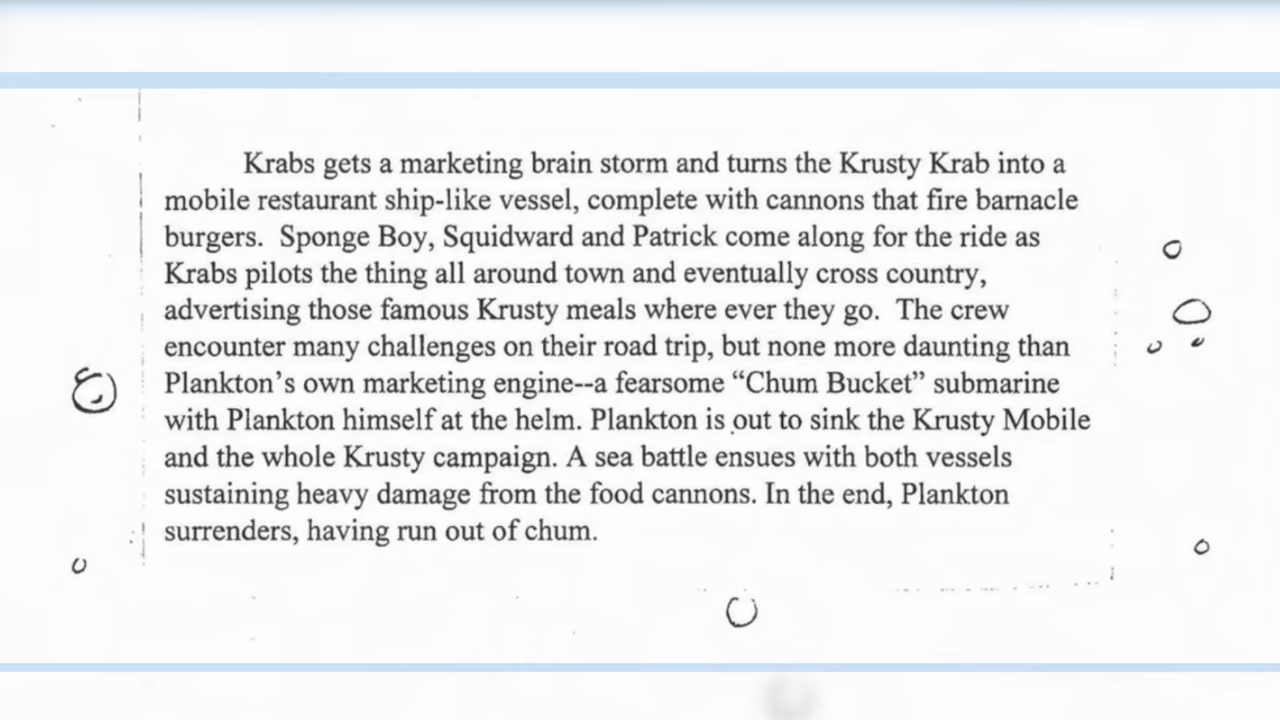 Krabs gets a marketing brain storm and turns the Krusty Krab into a
mobile restaurant ship-like vessel, complete with cannons that fire barnacle
burgers.  Sponge Boy, Squidward and Patrick come along for the ride as
Krabs pilots the thing all around town and eventually cross country,
advertising those famous Krusty meals where ever they go.  The crew
encounter many challenges on their road trip, but none more daunting than
Plankton’s own marketing engine--a fearsome “Chum Bucket” submarine
with Plankton himself at the helm. Plankton is out to sink the Krusty Mobile
and the whole Krusty campaign. A sea battle ensues with both vessels
sustaining heavy damage from the food cannons. In the end, Plankton
surrenders, having run out of chum.